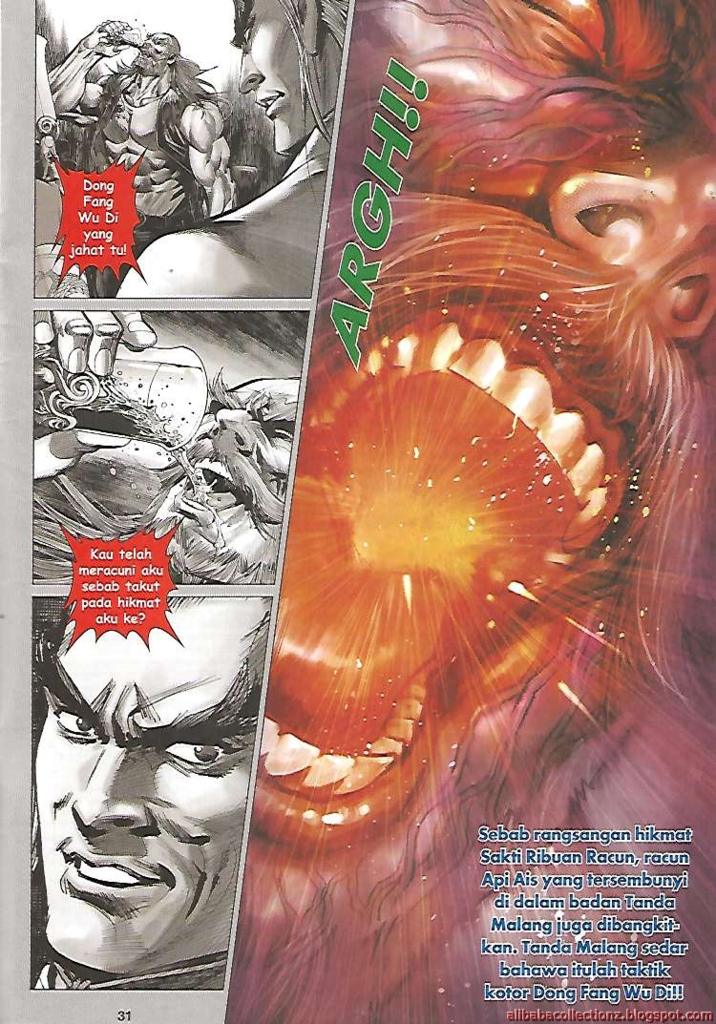 Dong
Fang
Wu Di
yang
jahat tu!
Kau telah
meracuni aku
sebab takut
pada hikmat
aku ke?
ARGH!!
Sebab rangsangan hikmat
Sakti Ribuan Racun, racun
Api Ais yang tersembunyi
di dalam badan Tanda
Malang juga dibangkit-
kan. Tanda Malang sedar
bahawa itulah taktik
kotor Dong Fang Wu Di!!
31
alibabacollectionz.blogspot.com